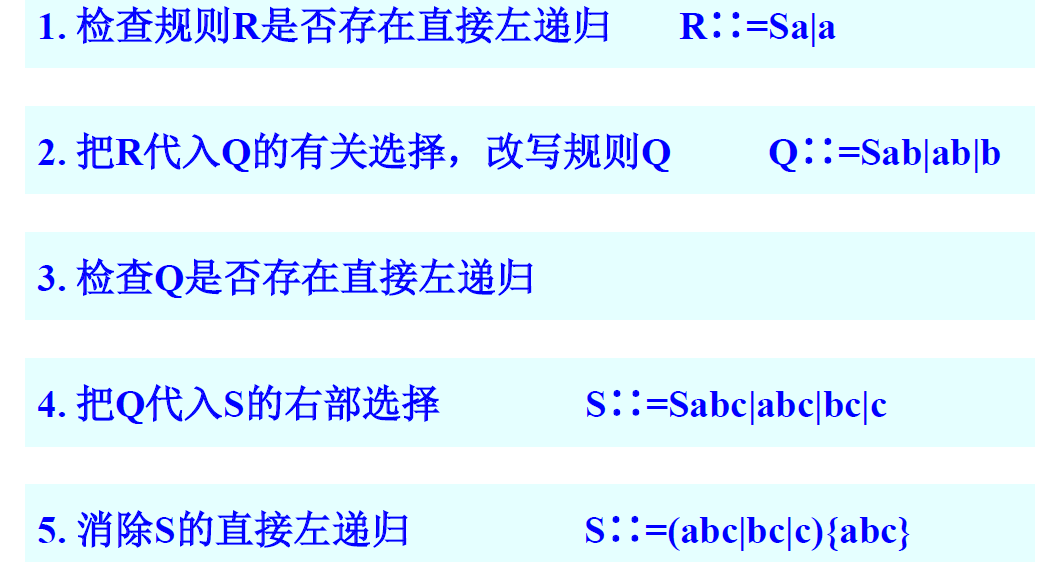 1. 检查规则R是否存在直接左递归 R∷=Sa|a
2. 把R代入Q的有关选择，改写规则Q Q∷=Sab|ab|b
3. 检查Q是否存在直接左递归
4. 把Q代入S的右部选择 S∷=Sabc|abc|bc|c
5. 消除S的直接左递归 S∷=(abc|bc|c){abc}